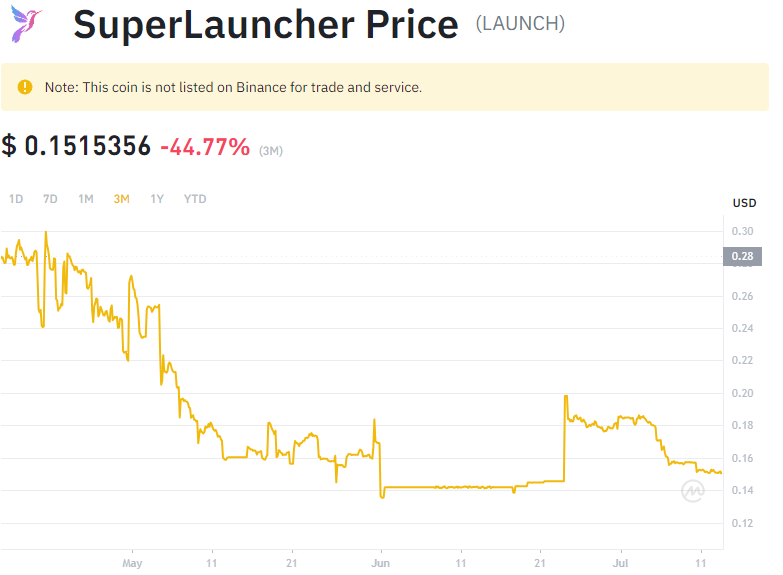 SuperLauncher Price (LAUNCH)
Note: This coin is not listed on Binance for trade and service.
$ 0.1515356 -44.77% (3M)
1D 7D 1M 3M 1Y YTD
USD
0.30
0.28
0.26
0.24
0.22
0.20
0.18
0.16
0.14
0.12
May 11 21 Jun 11 21 Jul 11